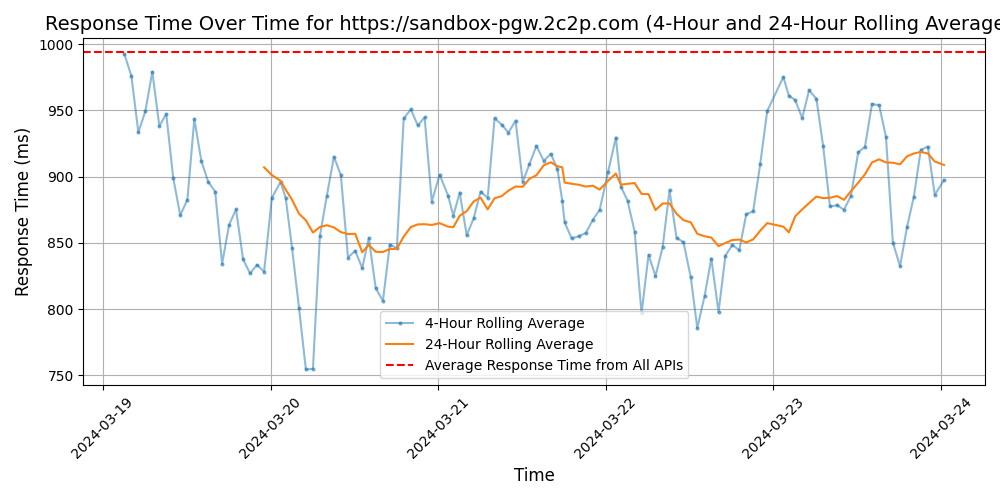 Response Time Over Time for https://sandbox-pgw.2c2p.com (4-Hour and 24-Hour Rolling Average
Response Time (ms)
1000
950
900
850
800
750
4-Hour Rolling Average
24-Hour Rolling Average
Average Response Time from All APIs
2024-03-19
2024-03-20
2024-03-21
2024-03-22
2024-03-23
2024-03-24
Time